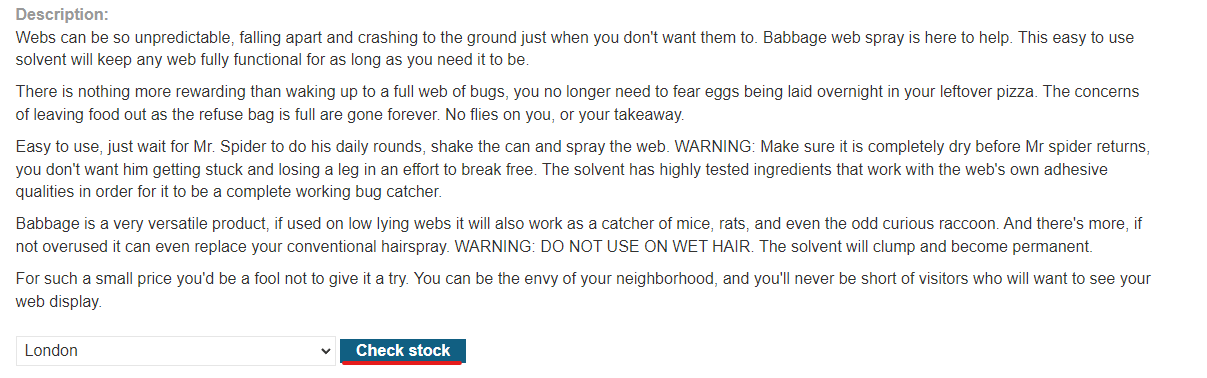 Description:
Webs can be so unpredictable, falling apart and crashing to the ground just when you don't want them to. Babbage web spray is here to help. This easy to use
solvent will keep any web fully functional for as long as you need it to be.
There is nothing more rewarding than waking up to a full web of bugs, you no longer need to fear eggs being laid overnight in your leftover pizza. The concerns
of leaving food out as the refuse bag is full are gone forever. No flies on you, or your takeaway.
Easy to use, just wait for Mr. Spider to do his daily rounds, shake the can and spray the web. WARNING: Make sure it is completely dry before Mr spider returns,
you don't want him getting stuck and losing a leg in an effort to break free. The solvent has highly tested ingredients that work with the web's own adhesive
qualities in order for it to be a complete working bug catcher.
Babbage is a very versatile product, if used on low lying webs it will also work as a catcher of mice, rats, and even the odd curious raccoon. And there's more, if
not overused it can even replace your conventional hairspray. WARNING: DO NOT USE ON WET HAIR. The solvent will clump and become permanent.
For such a small price you'd be a fool not to give it a try. You can be the envy of your neighborhood, and you'll never be short of visitors who will want to see your
web display.
London Check stock